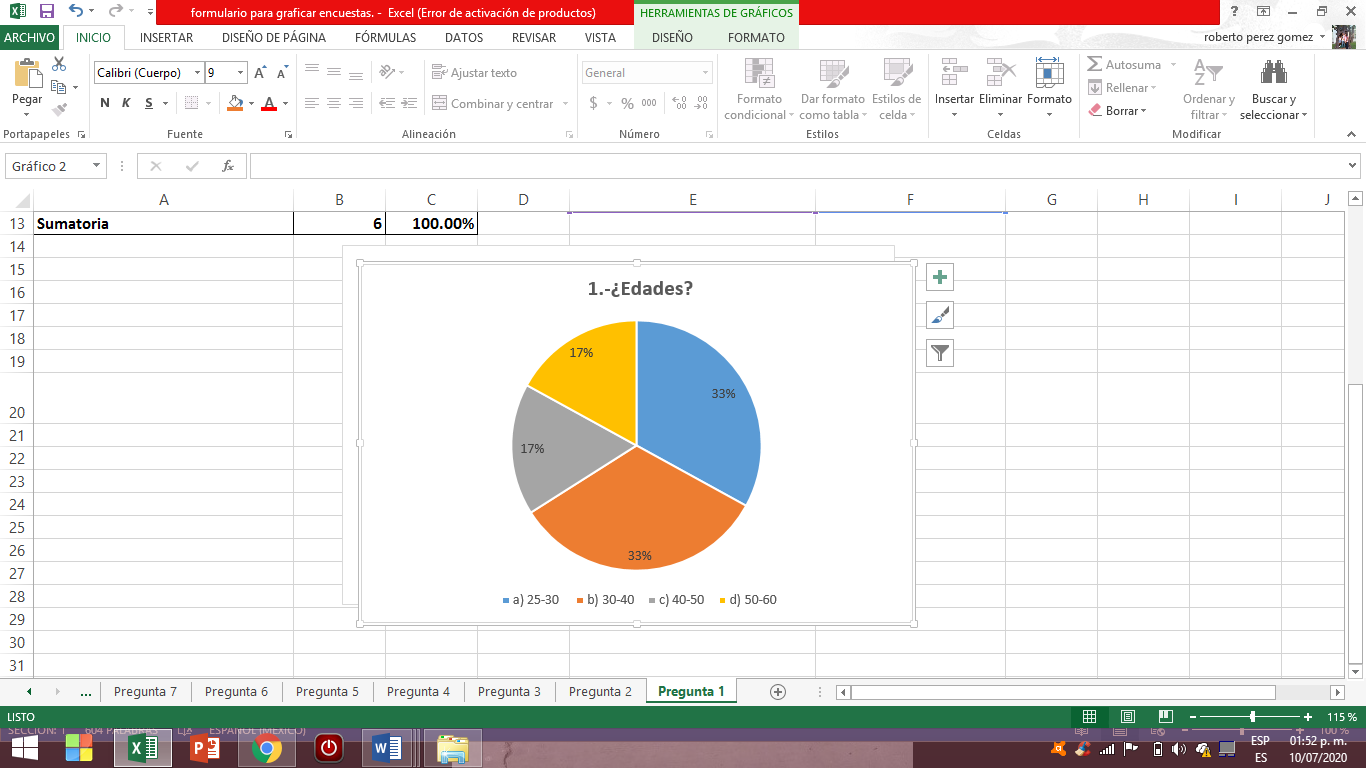 formulario para graficar encuestas. - Excel (Error de activación de productos)
HERRAMIENTAS DE GRÁFICOS
?
ARCHIVO INICIO INSERTAR DISEÑO DE PÁGINA FÓRMULAS DATOS REVISAR VISTA DISEÑO FORMATO
roberto perez gomez
Pegar
Portapapeles
Calibri (Cuerpo) 9
N K S
Fuente
Ajustar texto
Combinar y centrar
Alineación
General
$ % 000
Número
Formato condicional
Dar formato como tabla
Estilos de celda
Estilos
Insertar Eliminar Formato
Celdas
Autosuma
Rellenar
Borrar
Ordenar y filtrar
Buscar y seleccionar
Modificar
Gráfico 2
fx
A B C D E F G H I J
13 Sumatoria 6 100.00%
14
15
16
17
18
19
20
21
22
23
24
25
26
27
28
29
30
31
1.-¿Edades?
17%
33%
17%
33%
a) 25-30 b) 30-40 c) 40-50 d) 50-60
... Pregunta 7 Pregunta 6 Pregunta 5 Pregunta 4 Pregunta 3 Pregunta 2 Pregunta 1
LISTO
115 %
100 %
ESP
ES
01:52 p. m.
10/07/2020